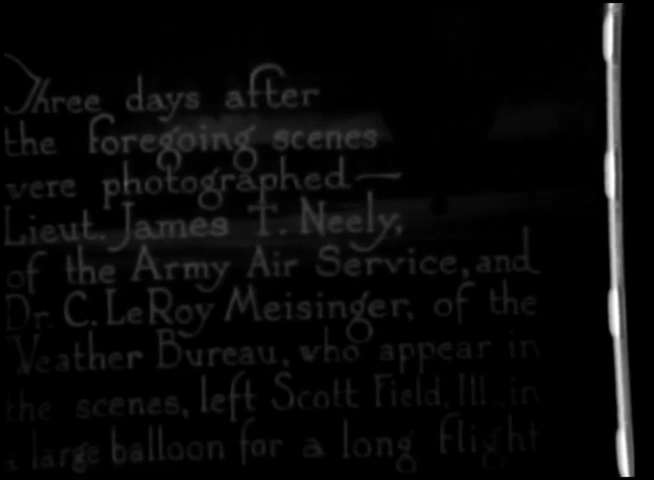 Three days after
the foregoing scenes
were photographed—
Lieut. James T. Neely,
of the Army Air Service, and
Dr. C. LeRoy Meisinger, of the
Weather Bureau, who appear in
the scenes, left Scott Field, Ill., in
a large balloon for a long flight